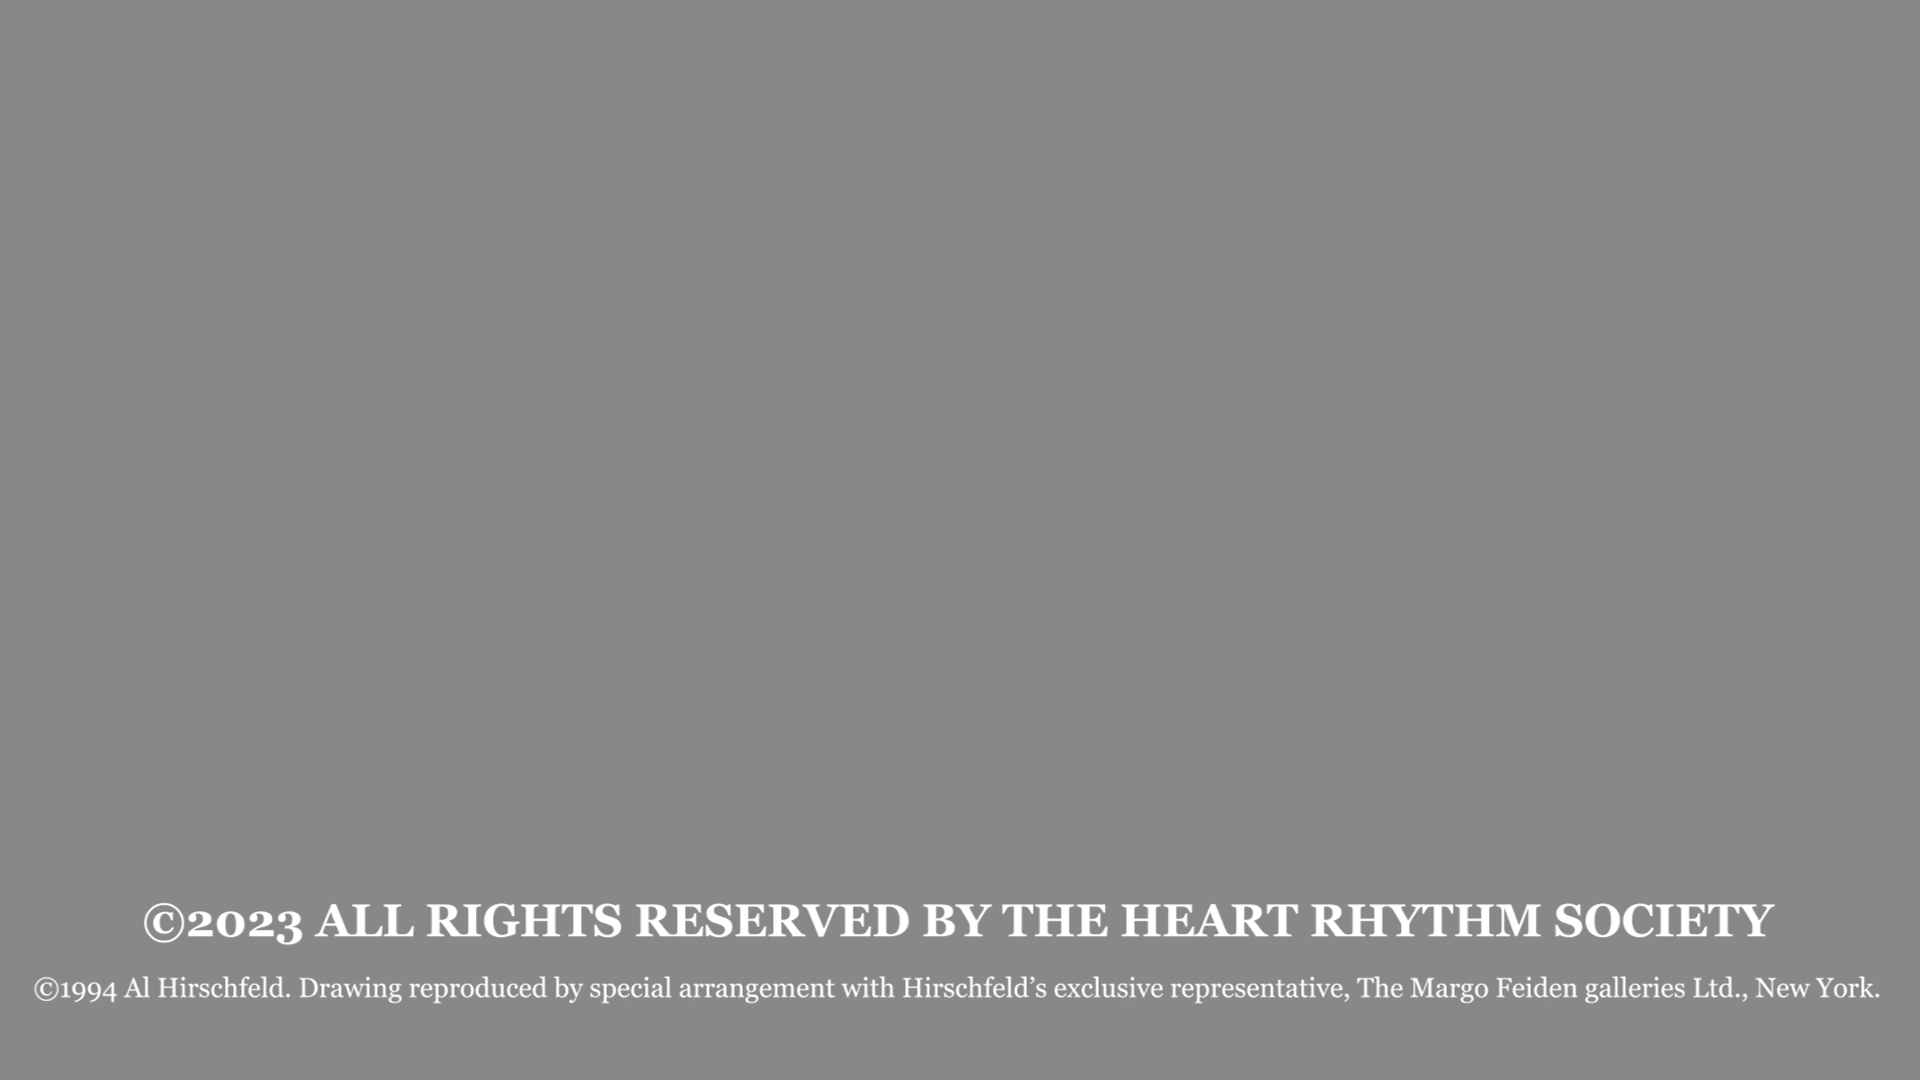 ©2023 ALL RIGHTS RESERVED BY THE HEART RHYTHM SOCIETY
©1994 Al Hirschfeld. Drawing reproduced by special arrangement with Hirschfeld’s exclusive representative, The Margo Feiden galleries Ltd., New York.